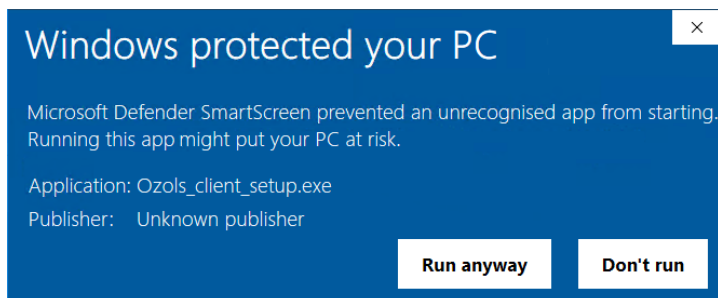 Windows protected your PC
Microsoft Defender SmartScreen prevented an unrecognised app from starting.
Running this app might put your PC at risk.
Application: Ozols_client_setup.exe
Publisher: Unknown publisher
Run anyway Don't run